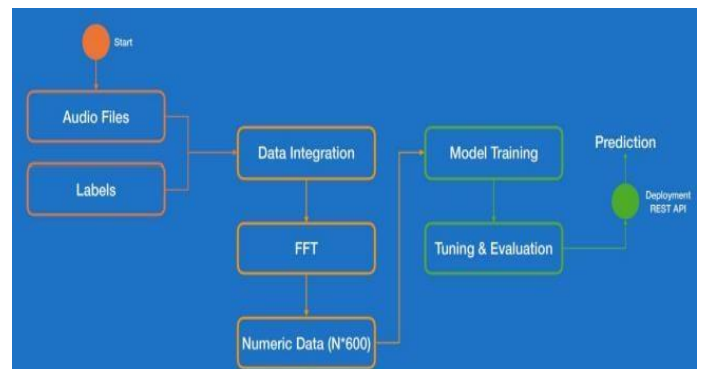 Start
Audio Files
Labels
Data Integration
FFT
Numeric Data (N*600)
Model Training
Tuning & Evaluation
Prediction
Deployment
REST API